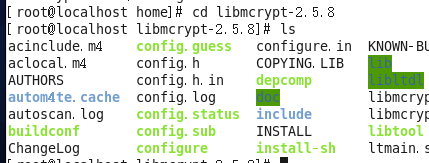 [root@localhost home]# cd libmcrypt-2.5.8
[root@localhost libmcrypt-2.5.8]# ls
acinclude.m4 config.guess configure.in KNOWN-BU
aclocal.m4 config.h COPYING.LIB lib
AUTHORS config.h.in depcomp libltdl
autom4te.cache config.log doc libmcryp
autoscan.log config.status include libmcryp
buildconf config.sub INSTALL libtool
ChangeLog configure install-sh ltmain.s
[root@localhost libmcrypt-2.5.8]#